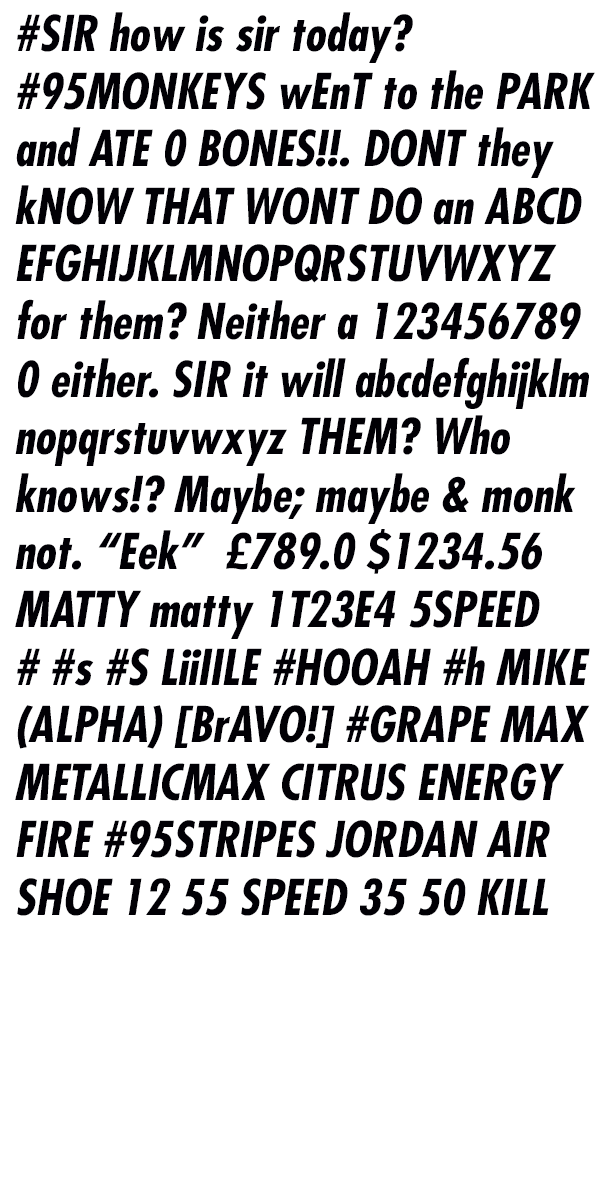 #SIR how is sir today?
#95MONKEYS wEnT to the PARK
and ATE 0 BONES!!. DONT they
kNOW THAT WONT DO an ABCD
EFGHIJKLMNOPQRSTUVWXYZ
for them? Neither a 123456789
0 either. SIR it will abcdefghijklm
nopqrstuvwxyz THEM? Who
knows!? Maybe; maybe & monk
not. “Eek”  £789.0 $1234.56
MATTY matty 1T23E4 5SPEED
# #s #S LiilILE #HOOAH #h MIKE
(ALPHA) [BrAVO!] #GRAPE MAX
METALLICMAX CITRUS ENERGY
FIRE #95STRIPES JORDAN AIR
SHOE 12 55 SPEED 35 50 KILL